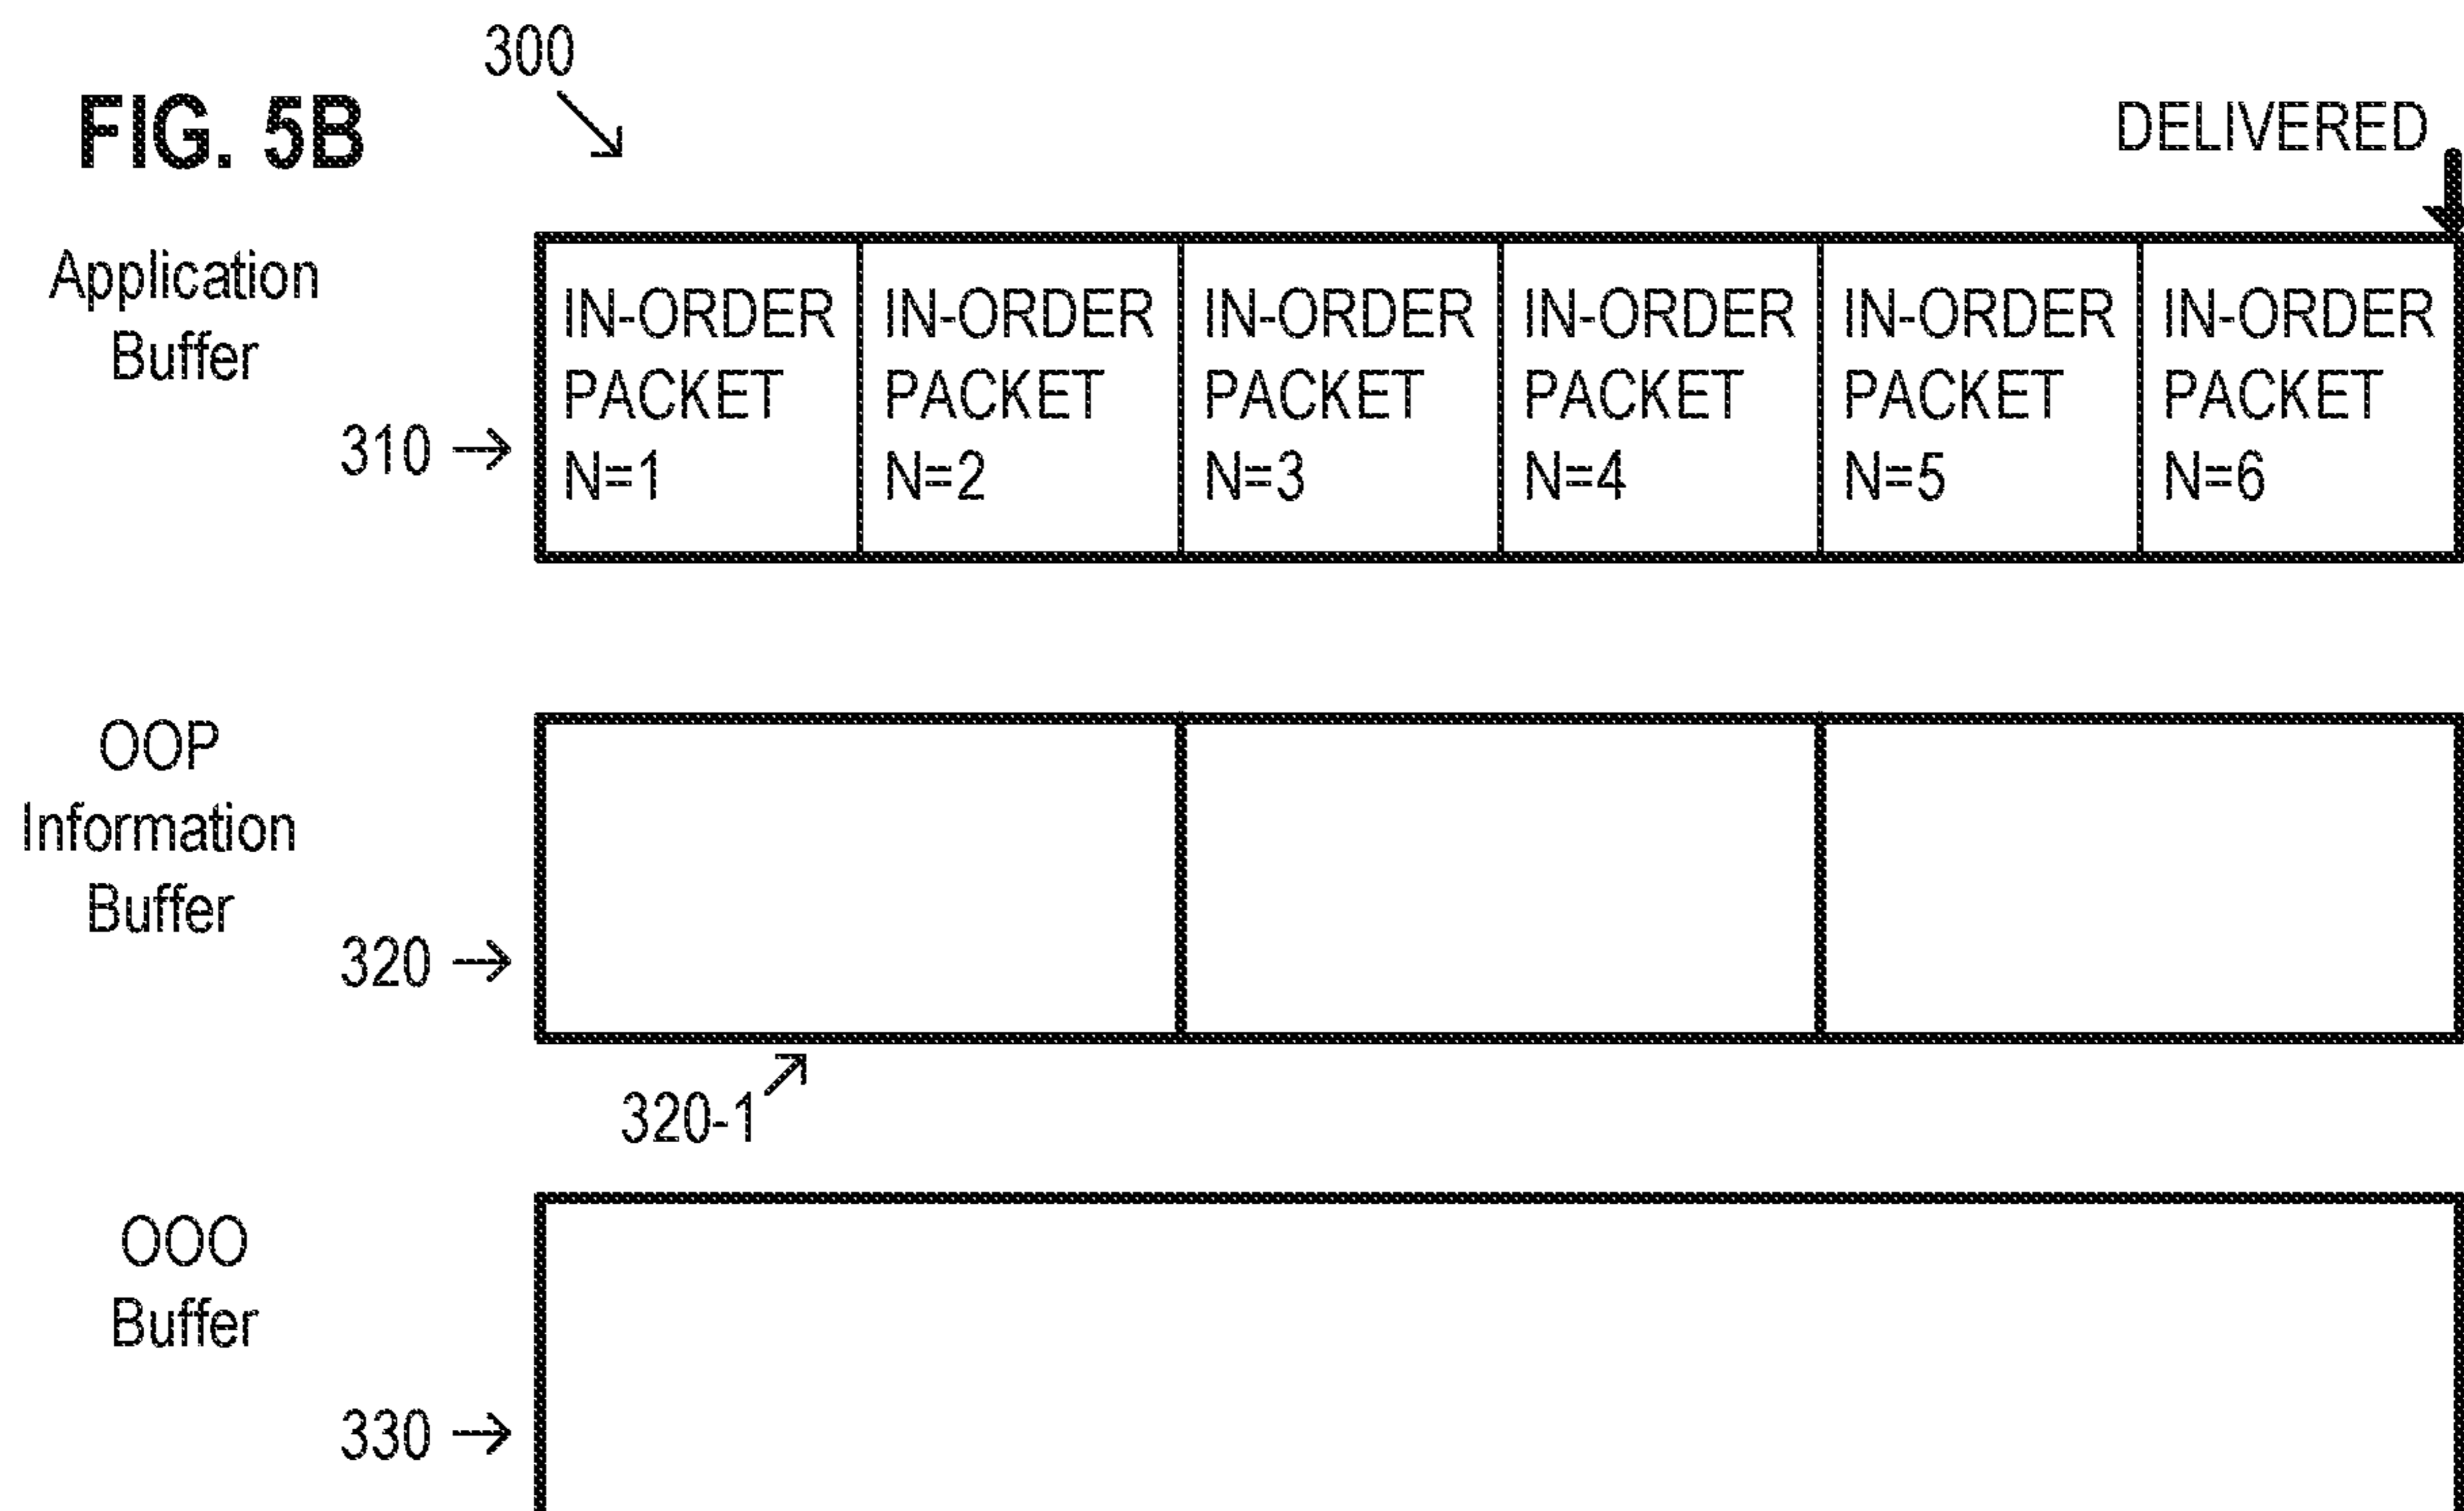 300
FIG. 5B
DELIVERED
Application
Buffer
310
IN-ORDER
PACKET
N=1
IN-ORDER
PACKET
N=2
IN-ORDER
PACKET
N=3
IN-ORDER
PACKET
N=4
IN-ORDER
PACKET
N=5
IN-ORDER
PACKET
N=6
OOP
Information
Buffer
320
320-1
OOO
Buffer
330